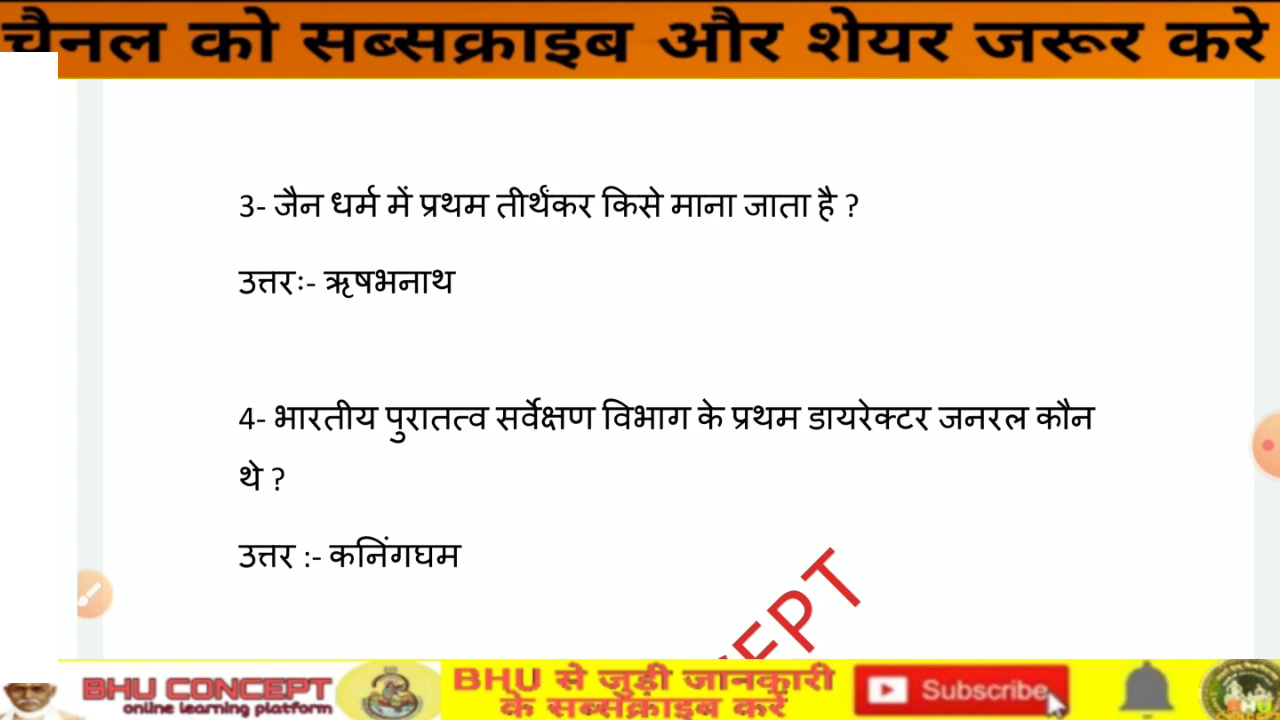 चैनल को सब्सक्राइब और शेयर जरूर करे
3- जैन धर्म में प्रथम तीर्थंकर किसे माना जाता है ?
उत्तरः- ऋषभनाथ
4- भारतीय पुरातत्व सर्वेक्षण विभाग के प्रथम डायरेक्टर जनरल कौन
थे ?
उत्तर :- कनिंगघम
EPT
BHU CONCEPT
online learning platform
BHU से जुड़ी जानकारी
के सब्सक्राइब करें
Subscribe
BHU